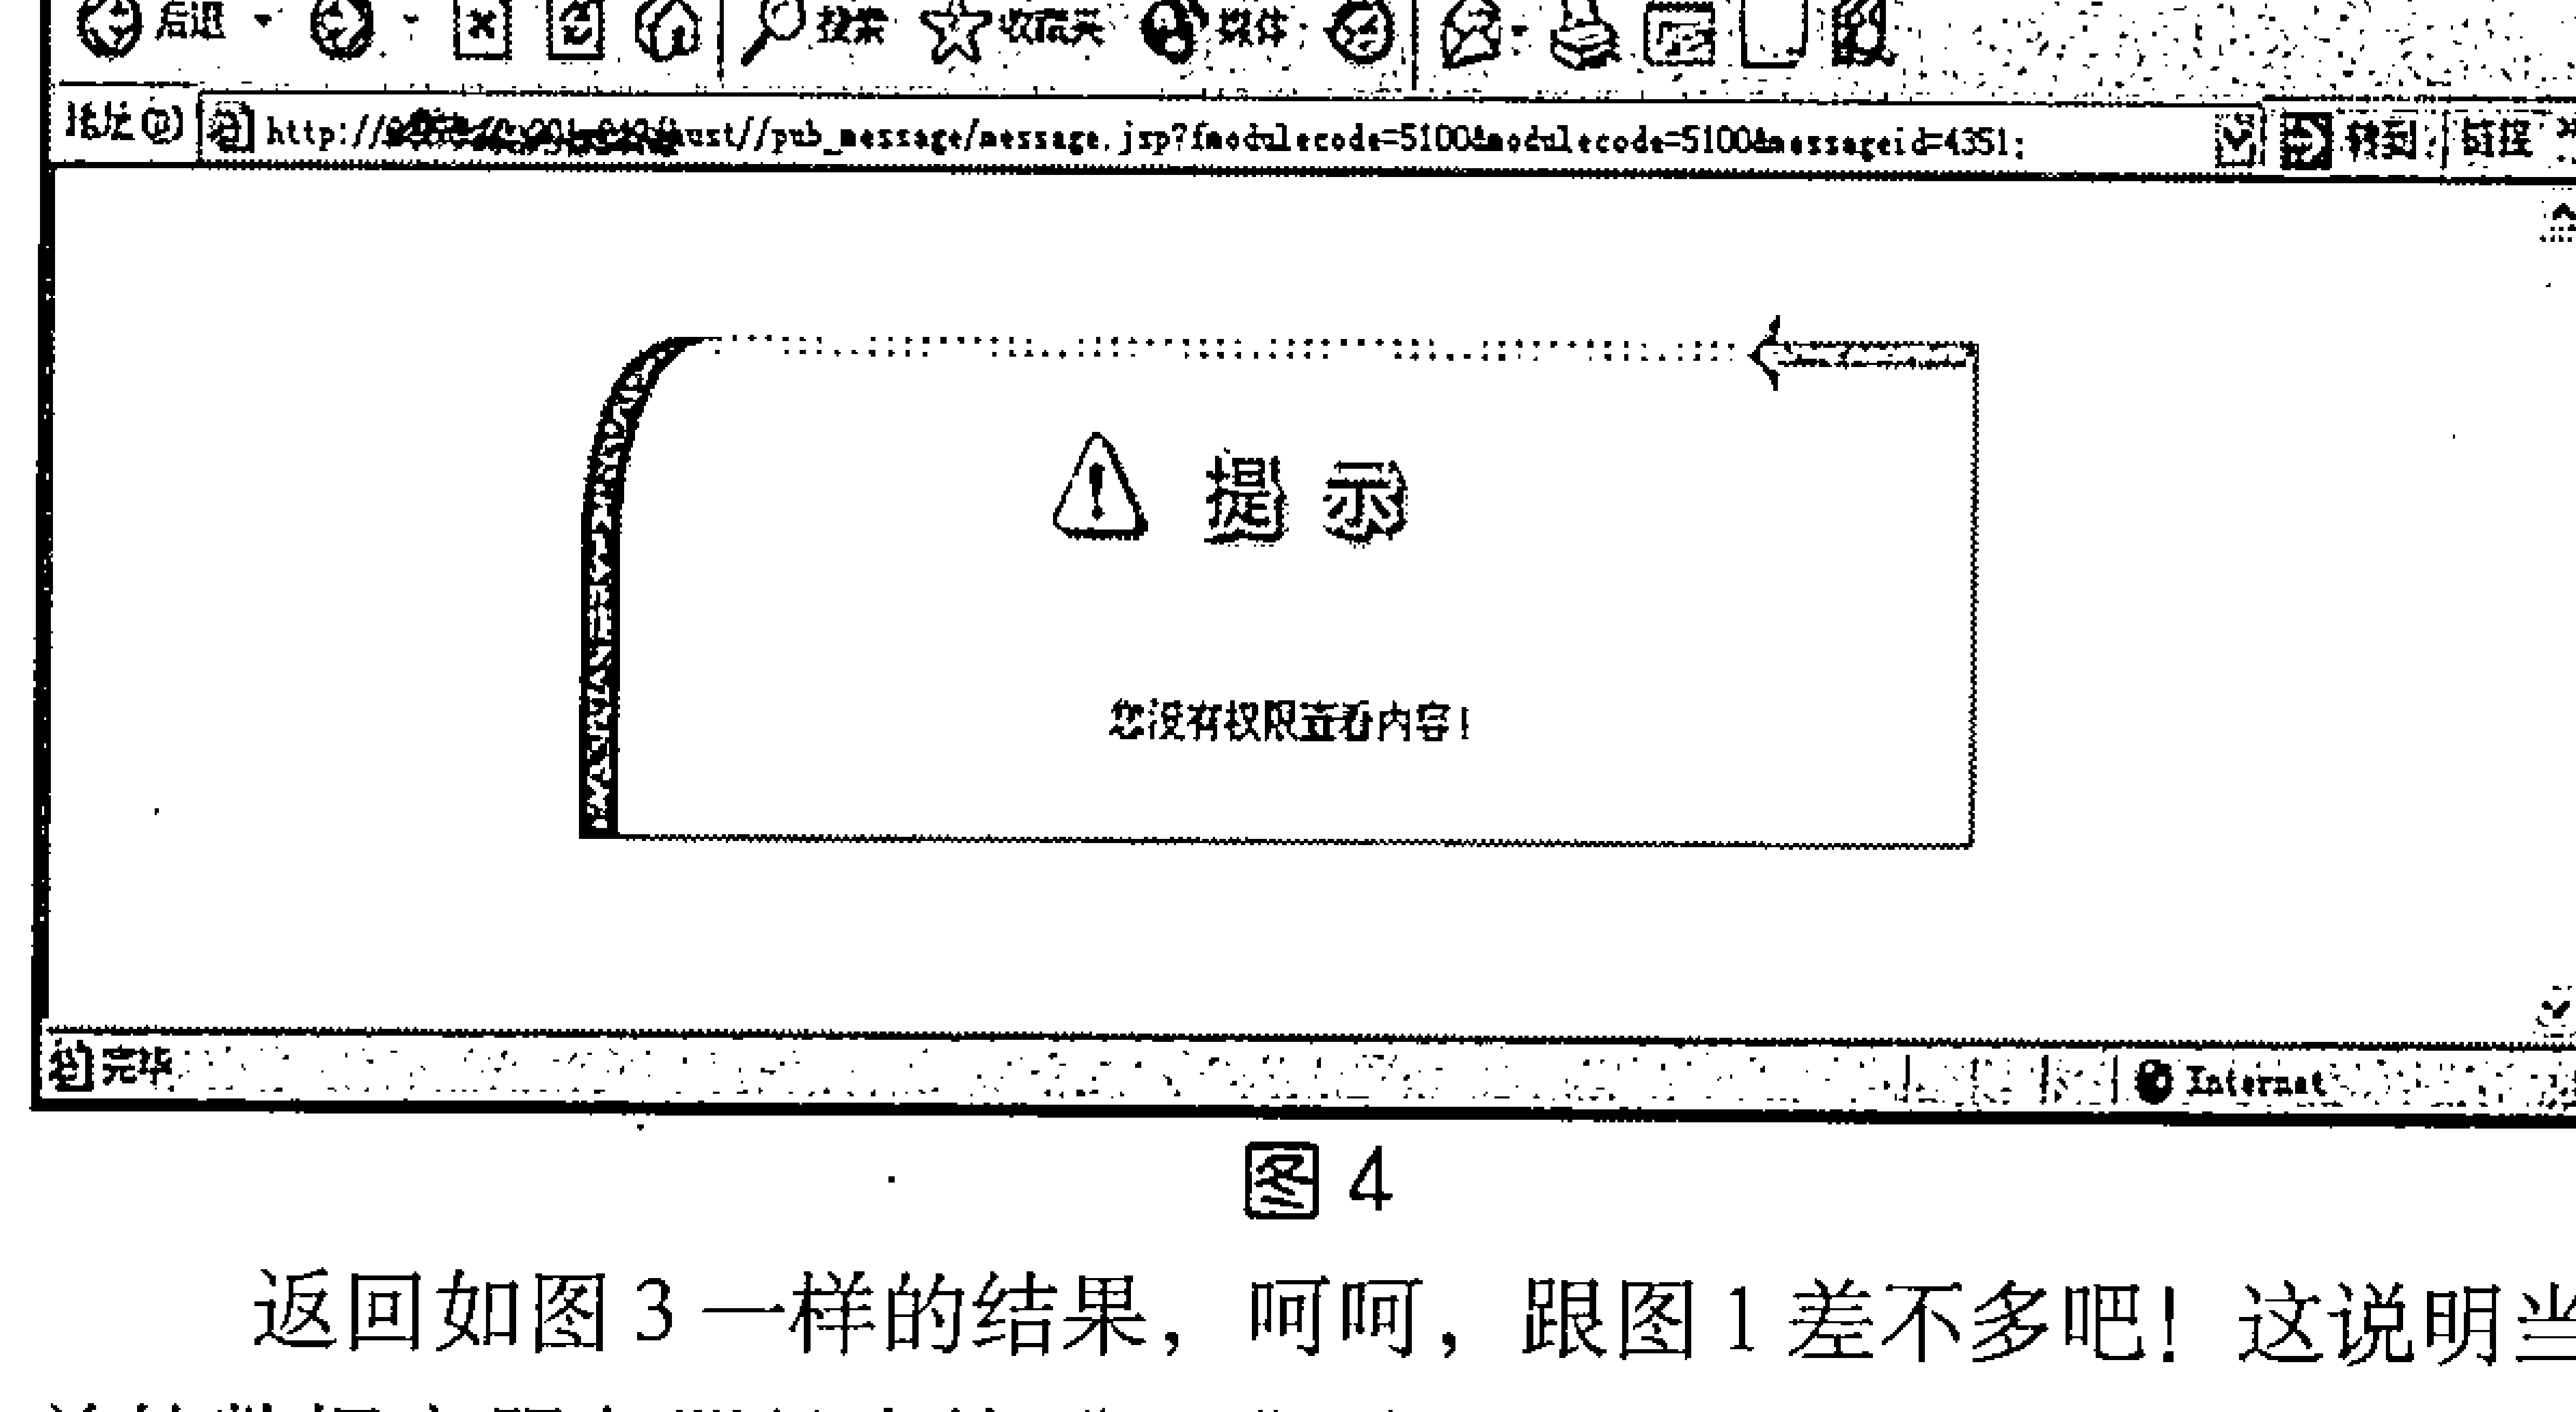 后退 搜索 收藏夹 媒体
地址(D) http:// ust//pub_message/message.jsp?fmodulecode=5100&modulecode=5100&messageid=4351; 转到 链接 »
提示
您没有权限查看内容!
完毕 Internet
图 4
返回如图 3 一样的结果，呵呵，跟图 1 差不多吧！这说明当